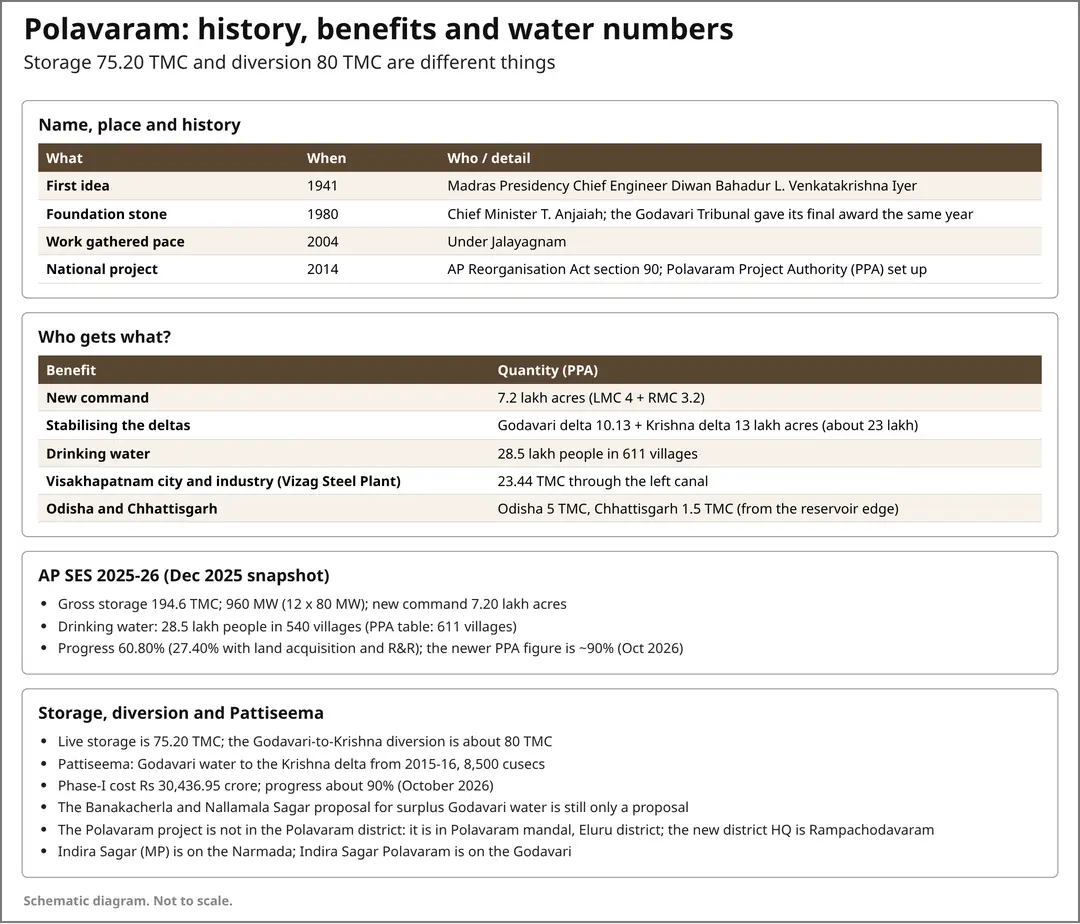 Polavaram: history, benefits and water numbers
Storage 75.20 TMC and diversion 80 TMC are different things
Name, place and history
What When Who / detail
First idea 1941 Madras Presidency Chief Engineer Diwan Bahadur L. Venkatakrishna Iyer
Foundation stone 1980 Chief Minister T. Anjaiah; the Godavari Tribunal gave its final award the same year
Work gathered pace 2004 Under Jalayagnam
National project 2014 AP Reorganisation Act section 90; Polavaram Project Authority (PPA) set up
Who gets what?
Benefit Quantity (PPA)
New command 7.2 lakh acres (LMC 4 + RMC 3.2)
Stabilising the deltas Godavari delta 10.13 + Krishna delta 13 lakh acres (about 23 lakh)
Drinking water 28.5 lakh people in 611 villages
Visakhapatnam city and industry (Vizag Steel Plant) 23.44 TMC through the left canal
Odisha and Chhattisgarh Odisha 5 TMC, Chhattisgarh 1.5 TMC (from the reservoir edge)
AP SES 2025-26 (Dec 2025 snapshot)
• Gross storage 194.6 TMC; 960 MW (12 x 80 MW); new command 7.20 lakh acres
• Drinking water: 28.5 lakh people in 540 villages (PPA table: 611 villages)
• Progress 60.80% (27.40% with land acquisition and R&R); the newer PPA figure is ~90% (Oct 2026)
Storage, diversion and Pattiseema
• Live storage is 75.20 TMC; the Godavari-to-Krishna diversion is about 80 TMC
• Pattiseema: Godavari water to the Krishna delta from 2015-16, 8,500 cusecs
• Phase-I cost Rs 30,436.95 crore; progress about 90% (October 2026)
• The Banakacherla and Nallamala Sagar proposal for surplus Godavari water is still only a proposal
• The Polavaram project is not in the Polavaram district: it is in Polavaram mandal, Eluru district; the new district HQ is Rampachodavaram
• Indira Sagar (MP) is on the Narmada; Indira Sagar Polavaram is on the Godavari
Schematic diagram. Not to scale.